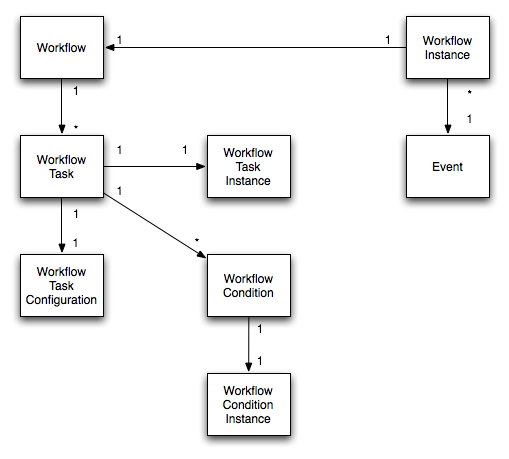 Workflow
1
1
Workflow
Instance
1
*
*
1
Workflow
Task
1
1
Workflow
Task
Instance
Event
1
1
*
1
Workflow
Task
Configuration
Workflow
Condition
1
1
Workflow
Condition
Instance